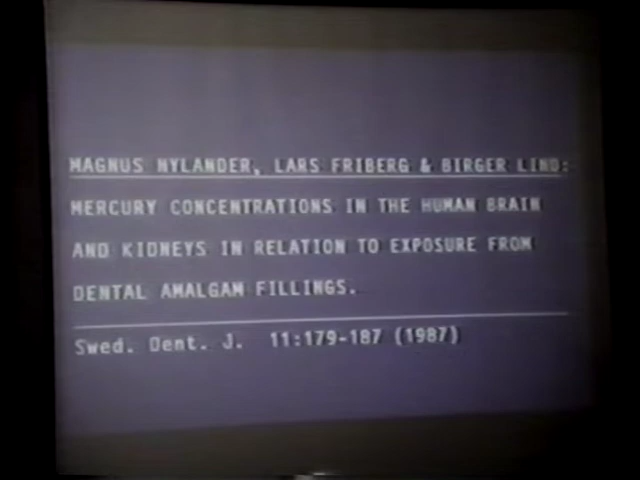 MAGNUS NYLANDER, LARS FRIBERG & BIRGER LIND:
MERCURY CONCENTRATIONS IN THE HUMAN BRAIN
AND KIDNEYS IN RELATION TO EXPOSURE FROM
DENTAL AMALGAM FILLINGS.
Swed. Dent. J. 11:179-187 (1987)